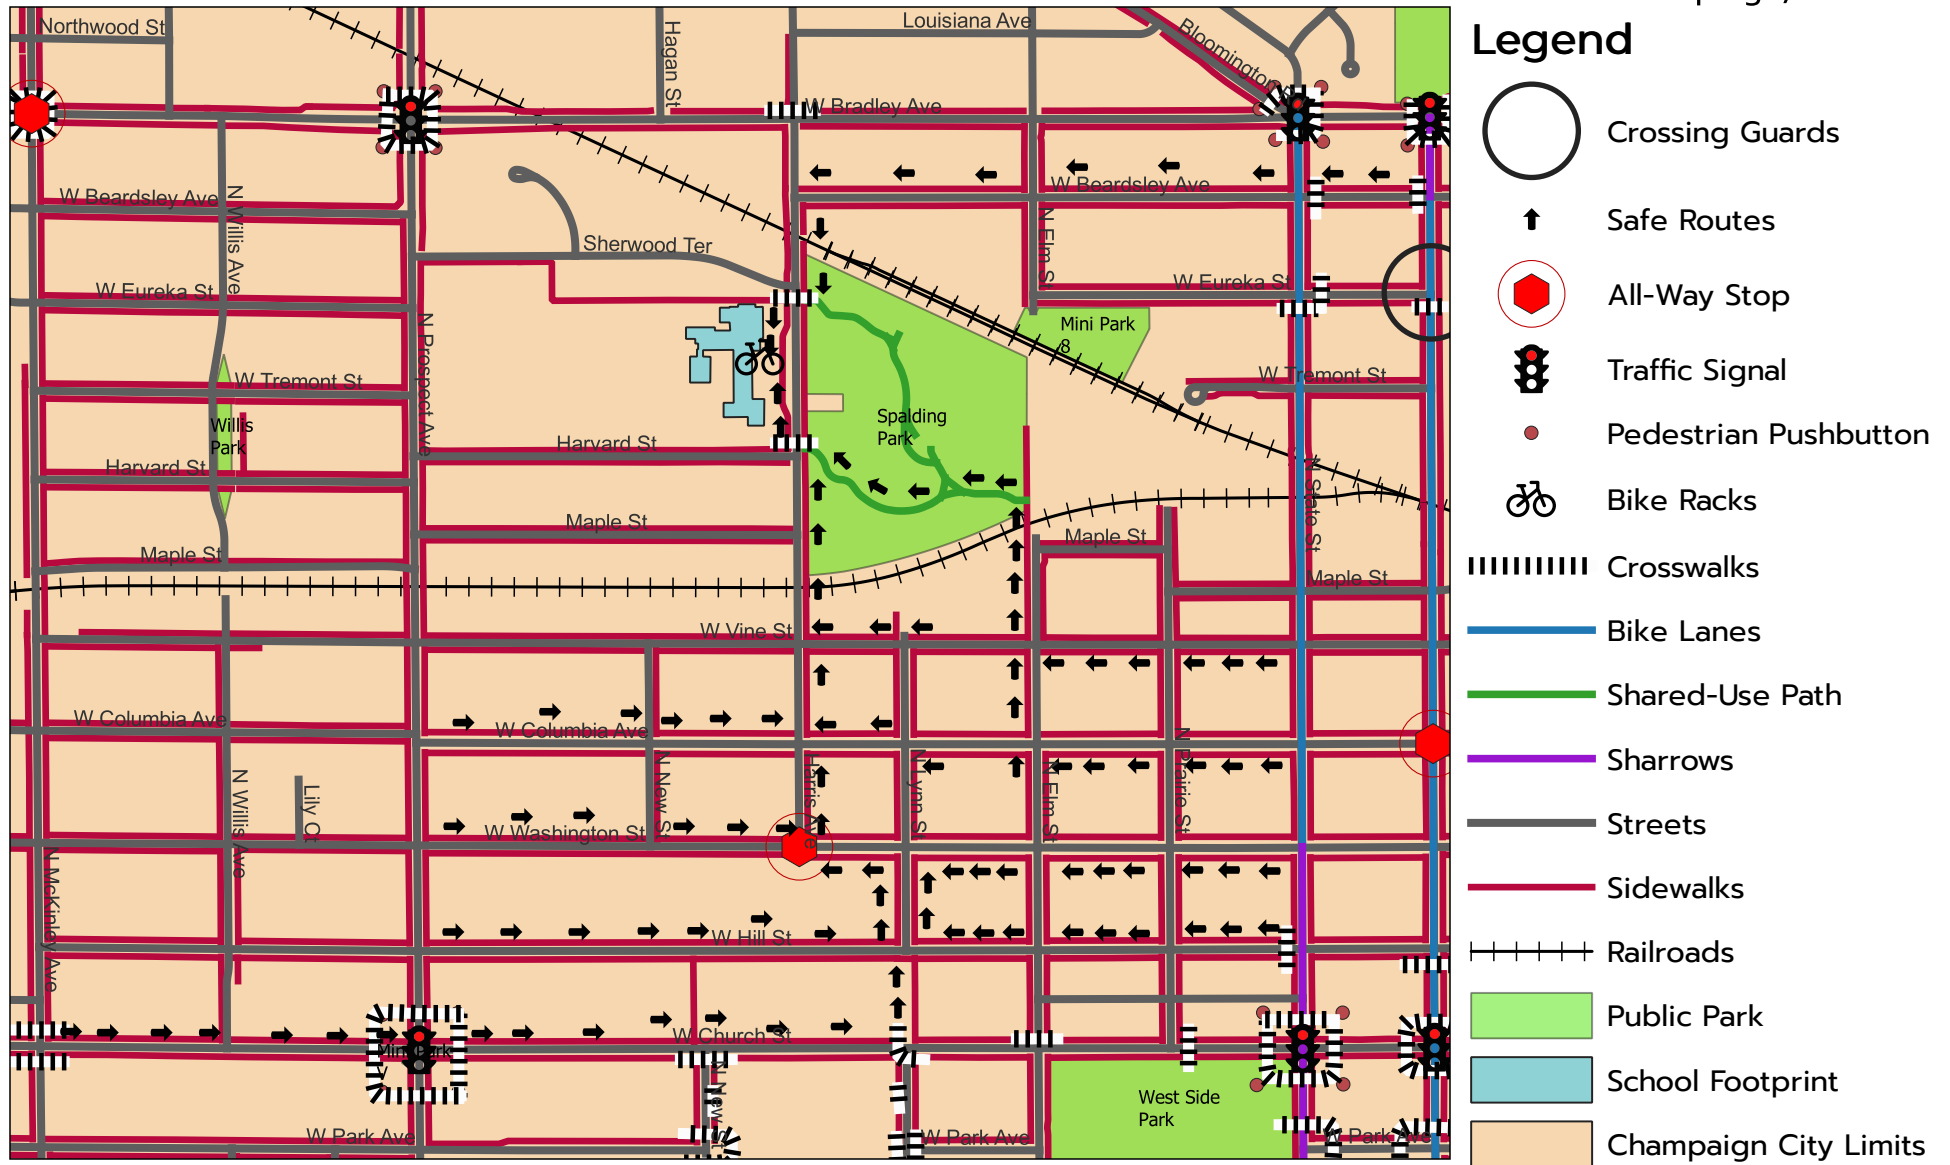 Northwood St
Hagan St
Louisiana Ave
Bloomington
W Bradley Ave
W Beardsley Ave
N Willis Ave
W Beardsley Ave
N Elm St
Sherwood Ter
W Eureka St
W Eureka St
N Prospect Ave
Mini Park
8
W Tremont St
W Tremont St
Willis
Park
Spalding
Park
Harvard St
Harvard St
N State St
Maple St
Maple St
Maple St
Maple St
W Vine St
W Columbia Ave
W Columbia Ave
N Willis Ave
Lily Ct
N New St
Harris Ave
N Lynn St
N Elm St
N Prairie St
W Washington St
N McKinley Ave
W Hill St
W Church St
Mini Park
N New St
West Side
Park
W Park Ave
W Park Ave
W Park Ave
Legend
Crossing Guards
Safe Routes
All-Way Stop
Traffic Signal
Pedestrian Pushbutton
Bike Racks
Crosswalks
Bike Lanes
Shared-Use Path
Sharrows
Streets
Sidewalks
Railroads
Public Park
School Footprint
Champaign City Limits